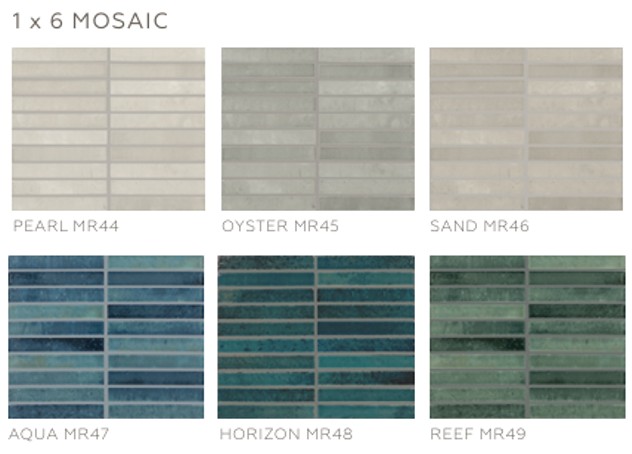 1 x 6 MOSAIC
PEARL MR44
OYSTER MR45
SAND MR46
AQUA MR47
HORIZON MR48
REEF MR49